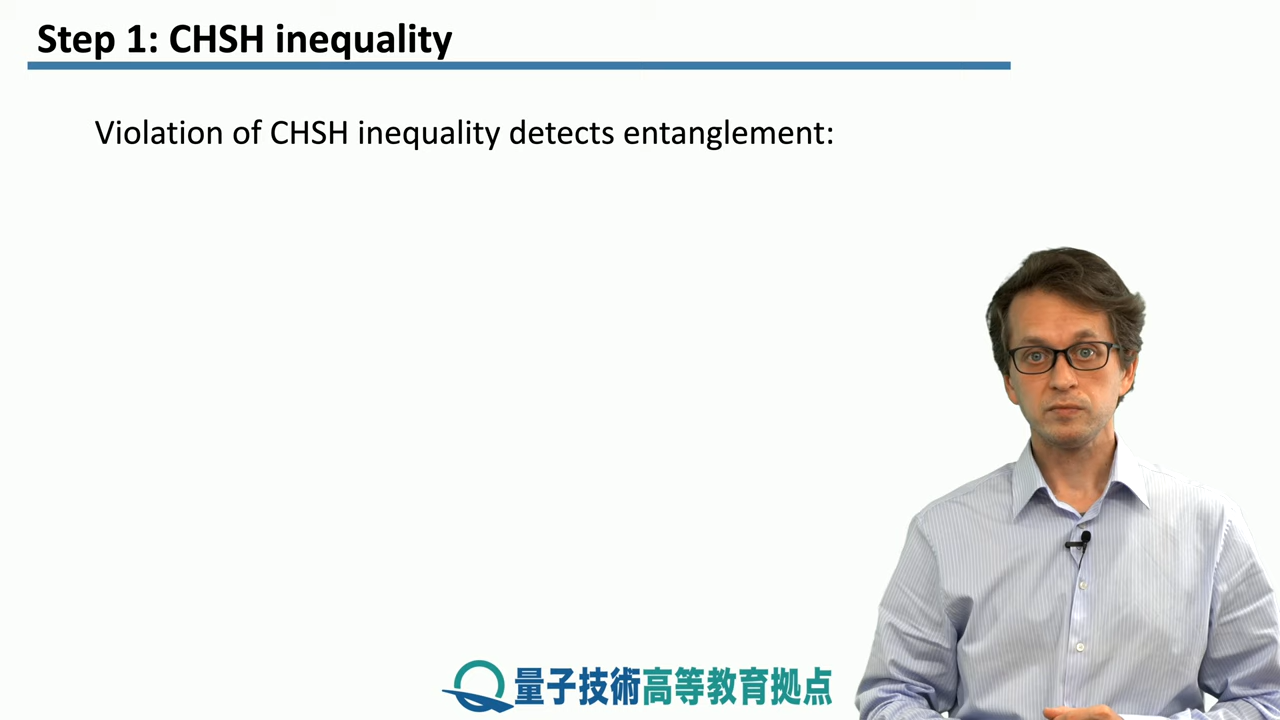 Step 1: CHSH inequality
Violation of CHSH inequality detects entanglement:
量子技術高等教育拠点